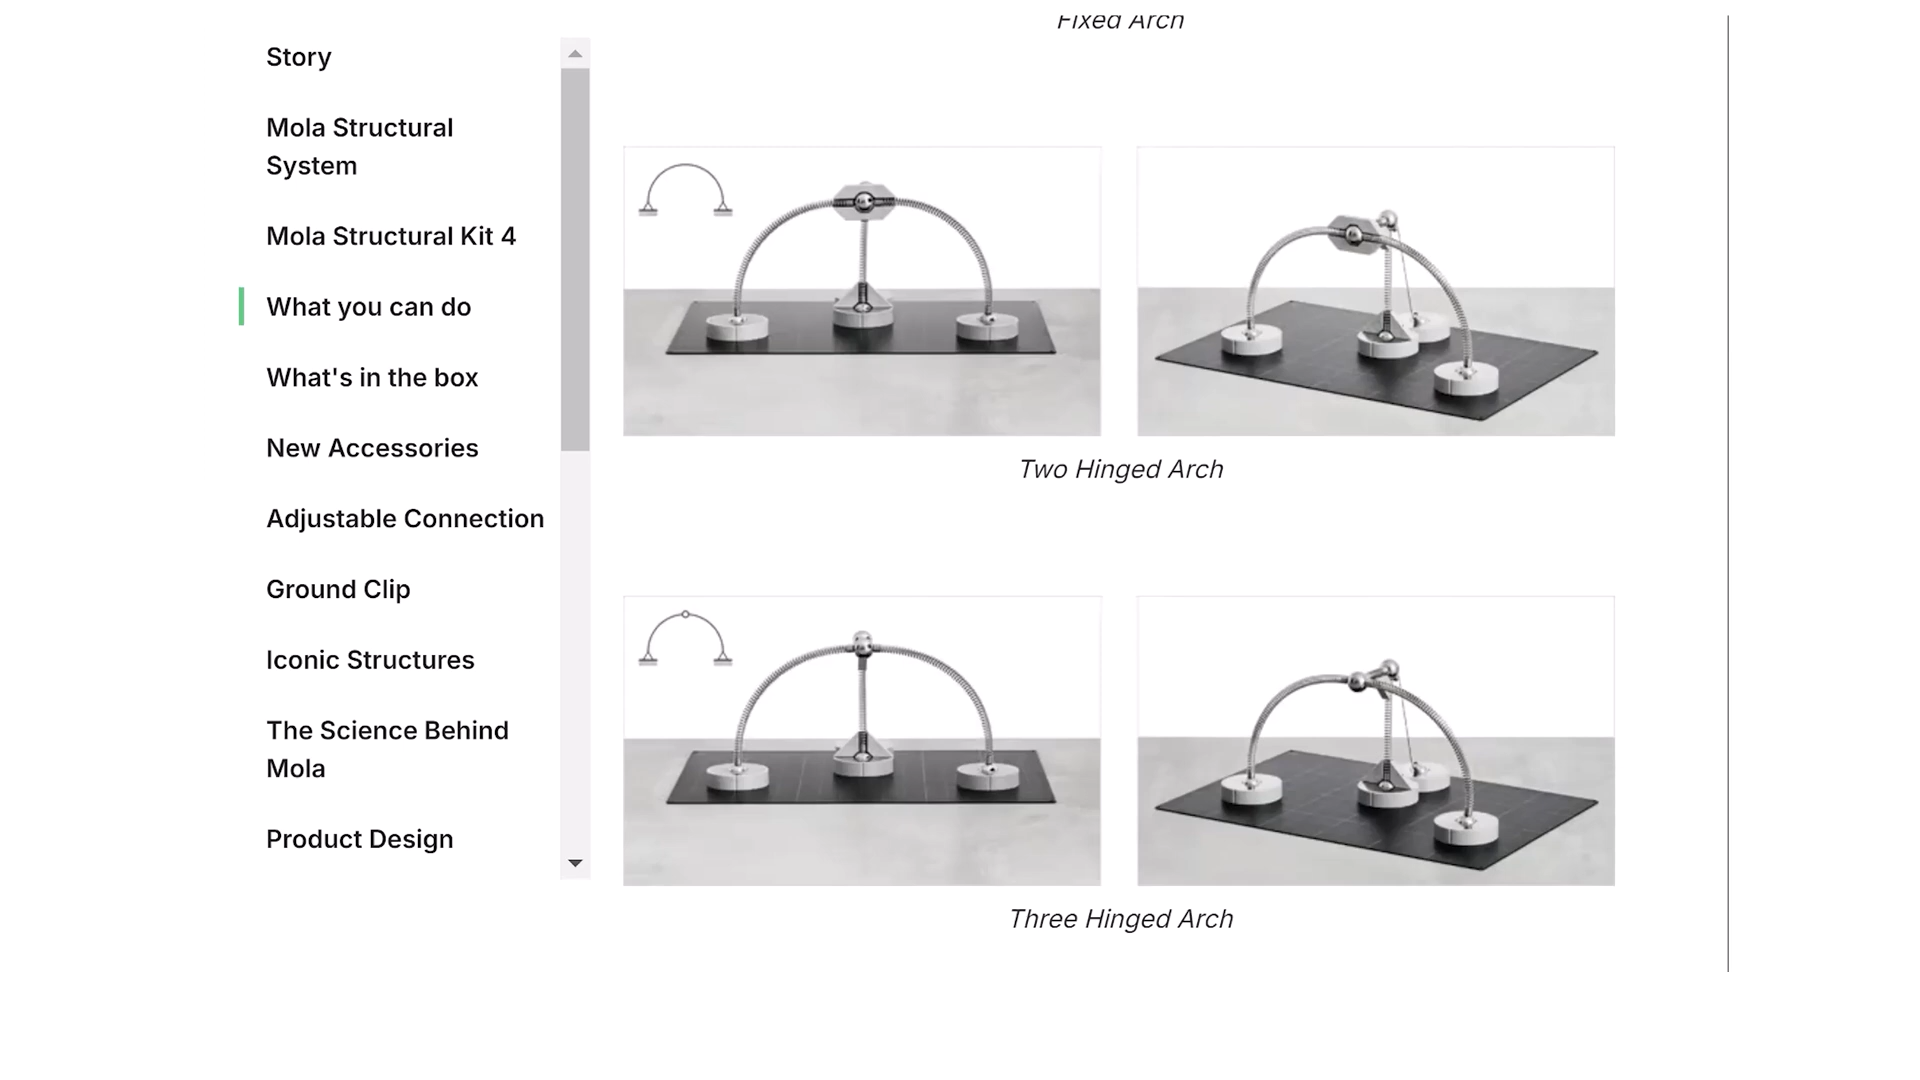 Story
Mola Structural
System
Mola Structural Kit 4
What you can do
What's in the box
New Accessories
Adjustable Connection
Ground Clip
Iconic Structures
The Science Behind
Mola
Product Design
Fixed Arch
Two Hinged Arch
Three Hinged Arch